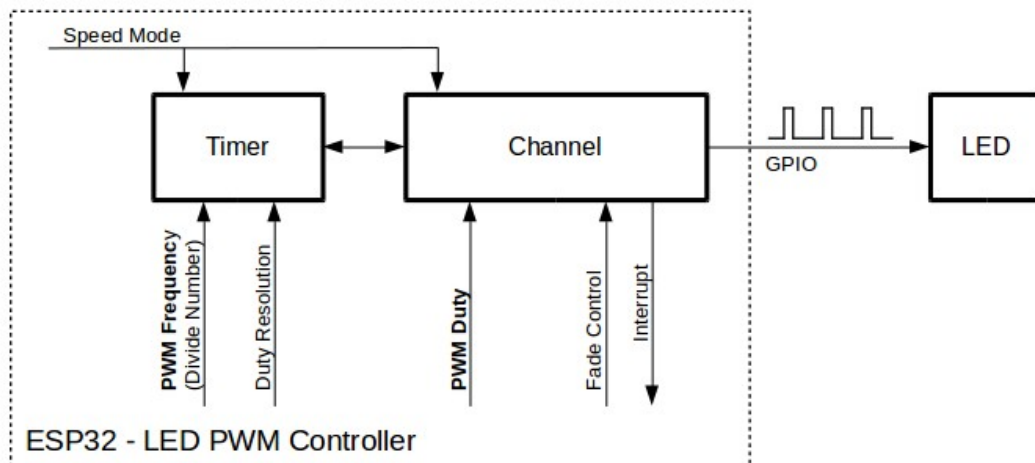 Speed Mode
Timer
Channel
GPIO
LED
PWM Frequency
(Divide Number)
Duty Resolution
PWM Duty
Fade Control
Interrupt
ESP32 - LED PWM Controller